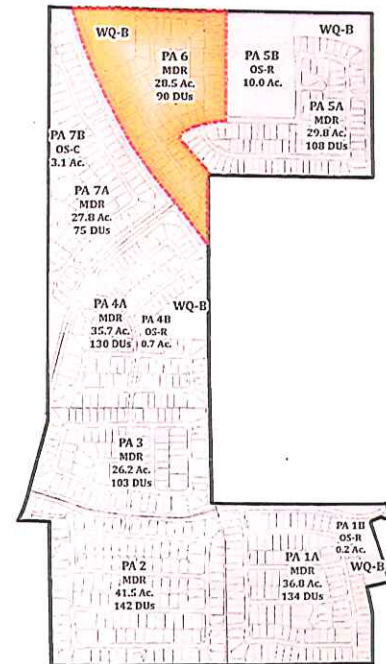 WQ-B
PA 6
MDR
28.5 Ac.
90 DUs
PA 5B
OS-R
10.0 Ac.
WQ-B
PA 5A
MDR
29.8 Ac.
108 DUs
PA 7B
OS-C
3.1 Ac.
PA 7A
MDR
27.8 Ac.
75 DUs
PA 4A
MDR
35.7 Ac.
130 DUs
WQ-B
PA 4B
OS-R
0.7 Ac.
PA 3
MDR
26.2 Ac.
103 DUs
PA 2
MDR
41.5 Ac.
142 DUs
PA 1A
MDR
36.8 Ac.
134 DUs
PA 1B
OS-R
0.2 Ac.
WQ-B